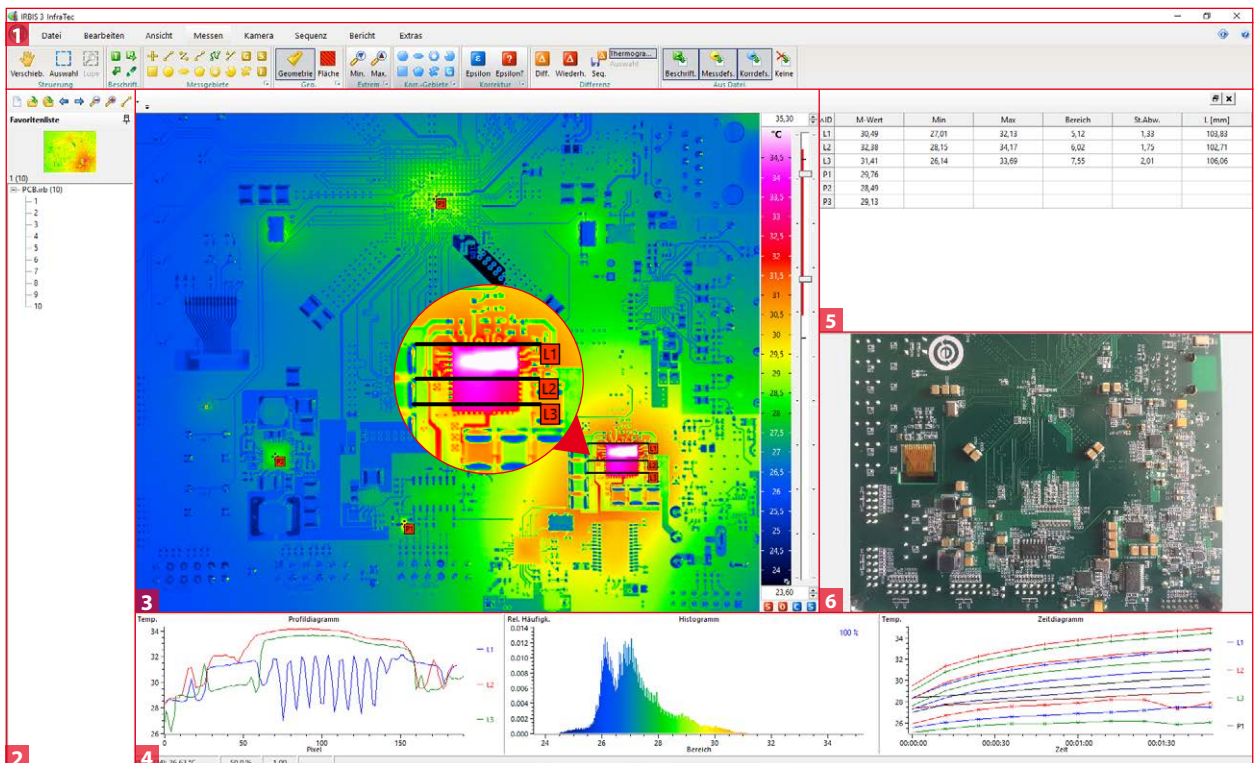 IRBIS 3 InfraTec
1
Datei Bearbeiten Ansicht Messen Kamera Sequenz Bericht Extras
Verschieb. Auswahl Lupe
Steuerung
Beschrift.
Messgebiete
Geometrie Fläche
Geo.
Min. Max.
Extrem
Korr.-Gebiete
Epsilon Epsilon?
Korrektur
Diff. Wiederh. Seq.
Thermogra...
Auswahl
Differenz
Beschrift. Messdefs. Korrdefs. Keine
Aus Datei
Favoritenliste
1 (10)
PCB.irb (10)
1
2
3
4
5
6
7
8
9
10
2
P3
L1
L2
L3
L1
L2
L3
P2
P1
3
35,30
°C
34,5
34
33,5
33
32,5
32
31
30,5
30
29,5
29
28,5
28
27,5
27
26,5
26
25,5
25
24,5
24
23,60
S D C S
ID M-Wert Min Max Bereich St.Abw. L [mm]
L1 30,49 27,01 32,13 5,12 1,33 103,83
L2 32,38 28,15 34,17 6,02 1,75 102,71
L3 31,41 26,14 33,69 7,55 2,01 106,06
P1 29,76
P2 28,49
P3 29,13
5
6
Temp. Profildiagramm
34
32
30
28
26
0 50 100 150
Pixel
L1
L2
L3
4
Rel. Häufigk. Histogramm
100 %
0.014
0.012
0.010
0.008
0.006
0.004
0.002
0.000
24 26 28 30 32 34
Bereich
Temp. Zeitdiagramm
34
32
30
28
26
00:00:00 00:00:30 00:01:00 00:01:30
Zeit
L1
L2
L3
P1
50,0 % 1,00